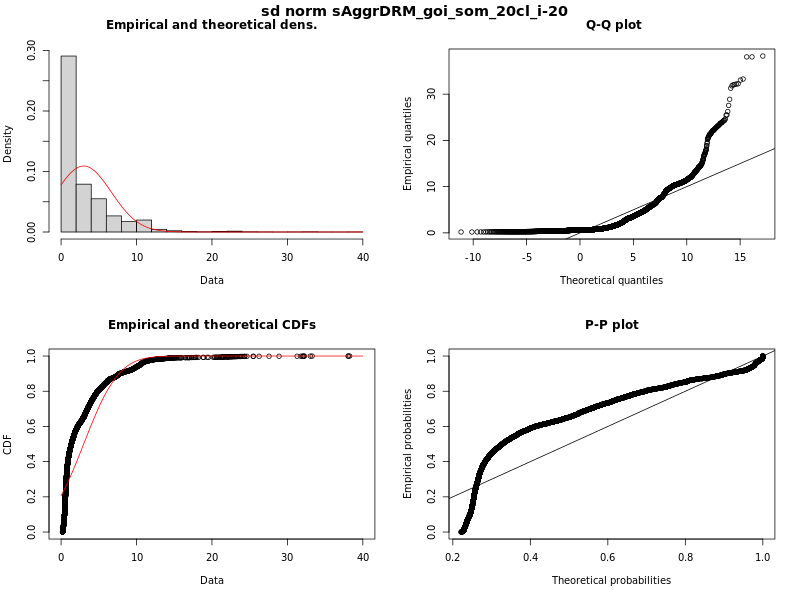 sd norm sAggrDRM_goi_som_20cl_i-20
Empirical and theoretical dens.
Density
0.00 0.10 0.20 0.30
0 10 20 30 40
Data
Q-Q plot
Empirical quantiles
0 10 20 30
-10 -5 0 5 10 15
Theoretical quantiles
Empirical and theoretical CDFs
CDF
0.0 0.2 0.4 0.6 0.8 1.0
0 10 20 30 40
Data
P-P plot
Empirical probabilities
0.0 0.2 0.4 0.6 0.8 1.0
0.2 0.4 0.6 0.8 1.0
Theoretical probabilities